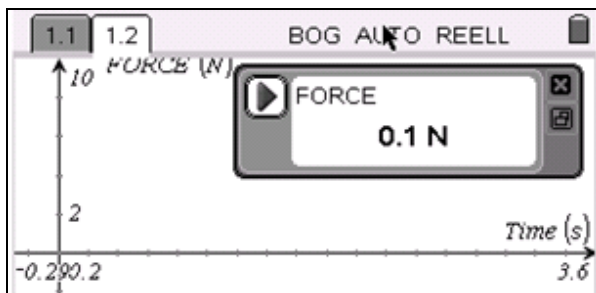 1.1 1.2 BOG AUTO REELL
10 FORCE (N)
FORCE
0.1 N
2
Time (s)
-0.29 0.2 3.6